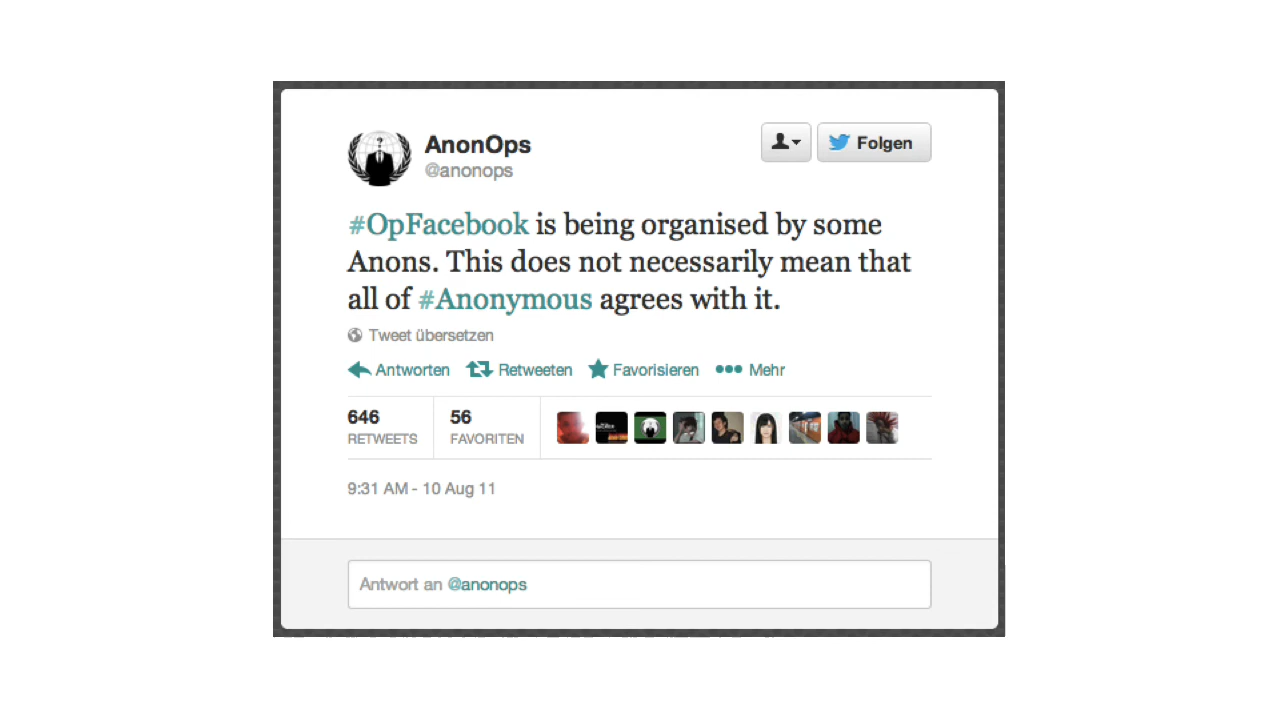 AnonOps
@anonops
Folgen
#OpFacebook is being organised by some
Anons. This does not necessarily mean that
all of #Anonymous agrees with it.
Tweet übersetzen
Antworten Retweeten Favorisieren Mehr
646 56
RETWEETS FAVORITEN
9:31 AM - 10 Aug 11
Antwort an @anonops